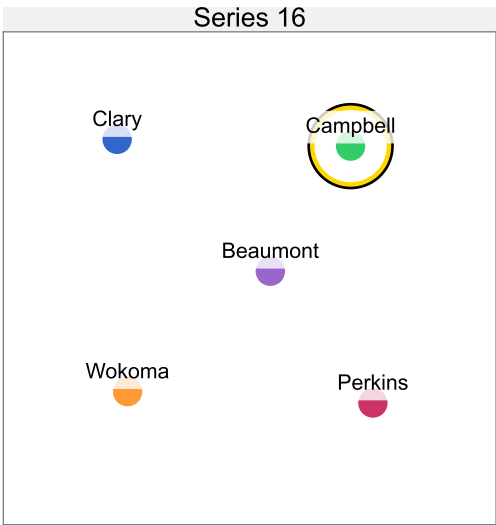 Series 16
Clary
Campbell
Beaumont
Wokoma
Perkins